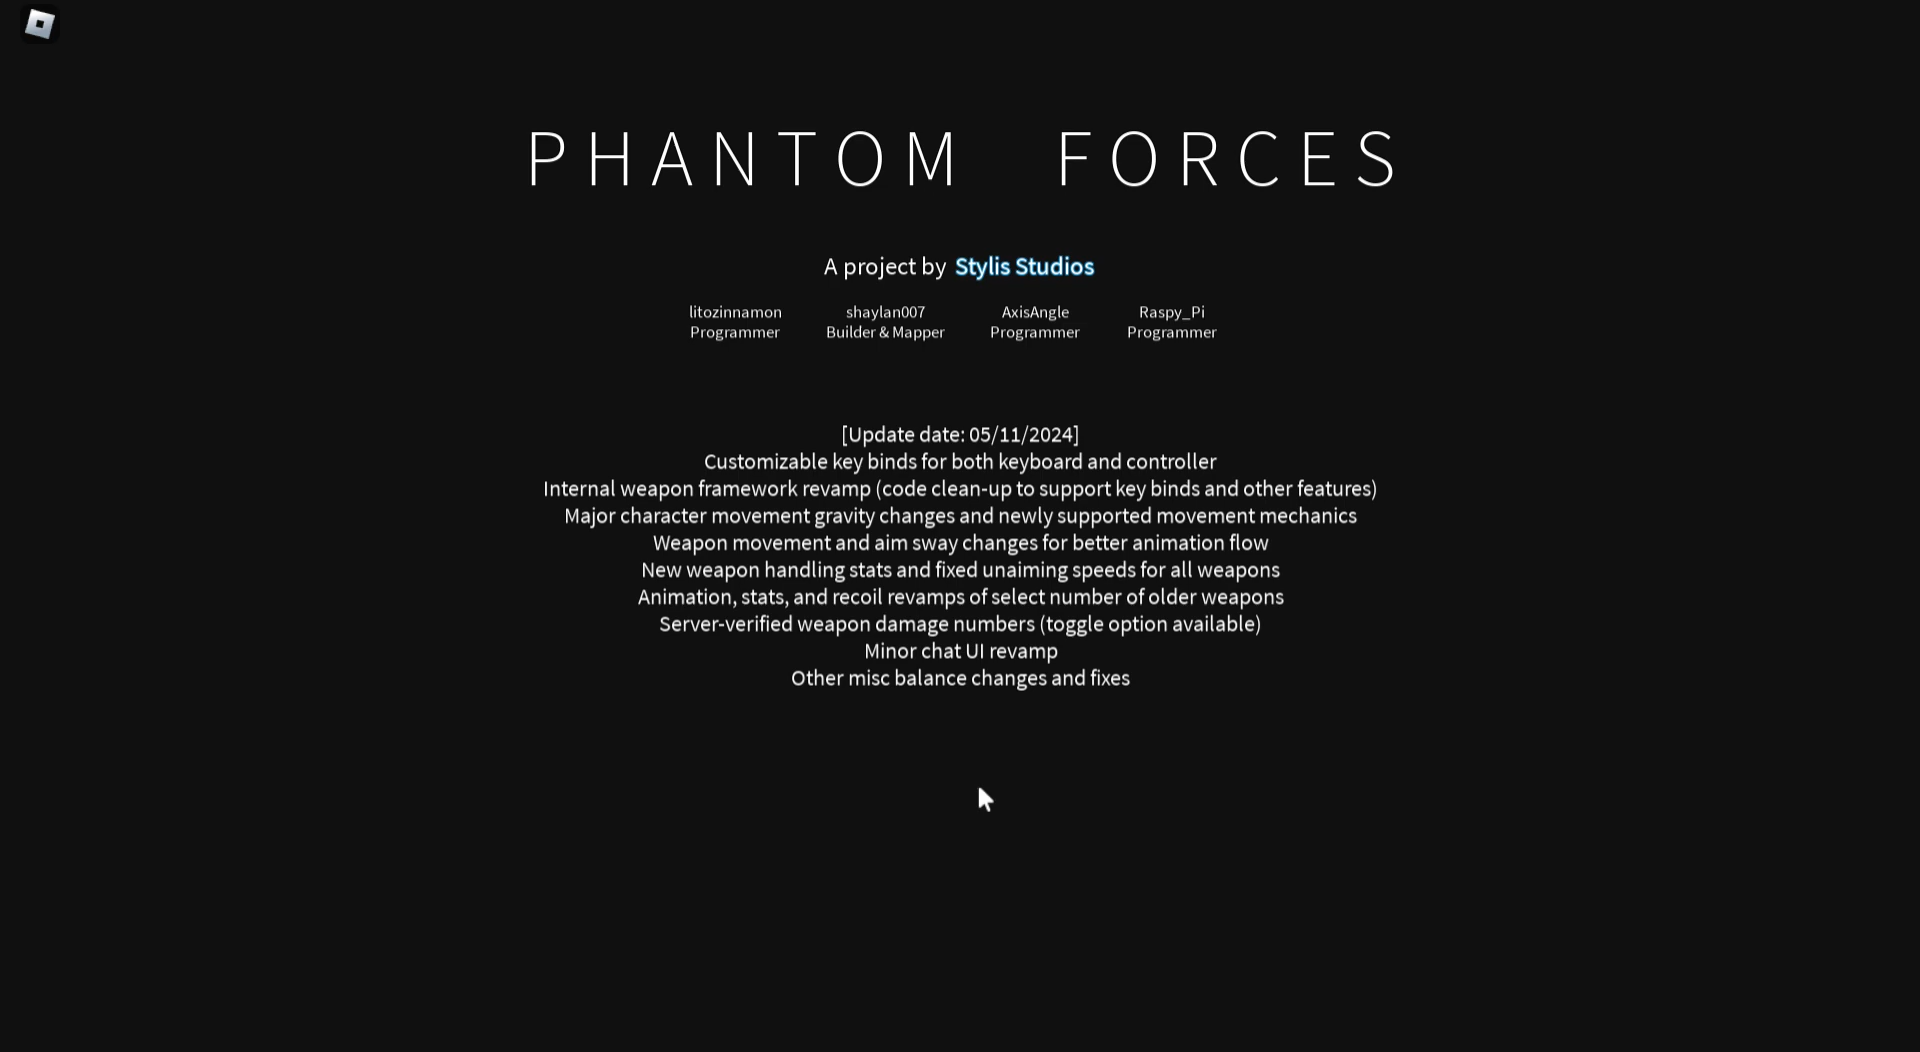 PHANTOM FORCES
A project by Stylis Studios
litozinnamon shaylan007 AxisAngle Raspy_Pi
Programmer Builder & Mapper Programmer Programmer
[Update date: 05/11/2024]
Customizable key binds for both keyboard and controller
Internal weapon framework revamp (code clean-up to support key binds and other features)
Major character movement gravity changes and newly supported movement mechanics
Weapon movement and aim sway changes for better animation flow
New weapon handling stats and fixed unaiming speeds for all weapons
Animation, stats, and recoil revamps of select number of older weapons
Server-verified weapon damage numbers (toggle option available)
Minor chat UI revamp
Other misc balance changes and fixes